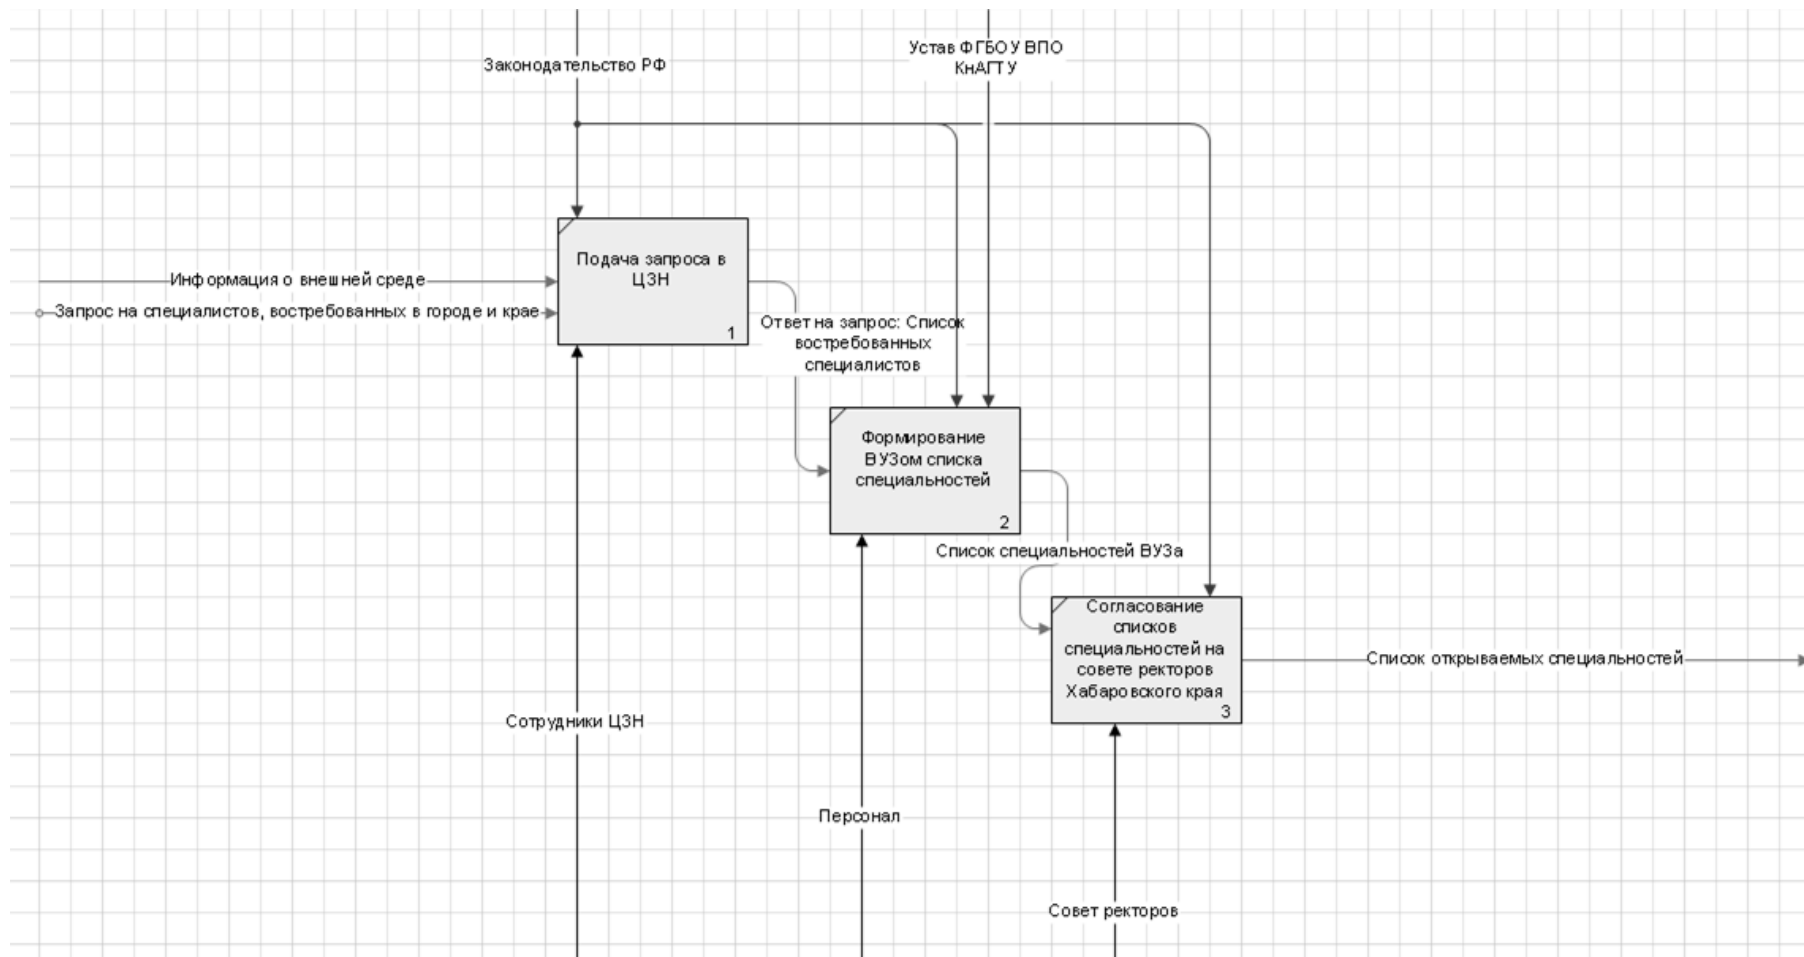 Устав ФГБОУ ВПО
КнАГТУ
Законодательство РФ
Подача запроса в
ЦЗН
1
Информация о внешней среде
Запрос на специалистов, востребованных в городе и крае
Ответ на запрос: Список
востребованных
специалистов
Формирование
ВУЗом списка
специальностей
2
Список специальностей ВУЗа
Согласование
списков
специальностей на
совете ректоров
Хабаровского края
3
Список открываемых специальностей
Сотрудники ЦЗН
Персонал
Совет ректоров